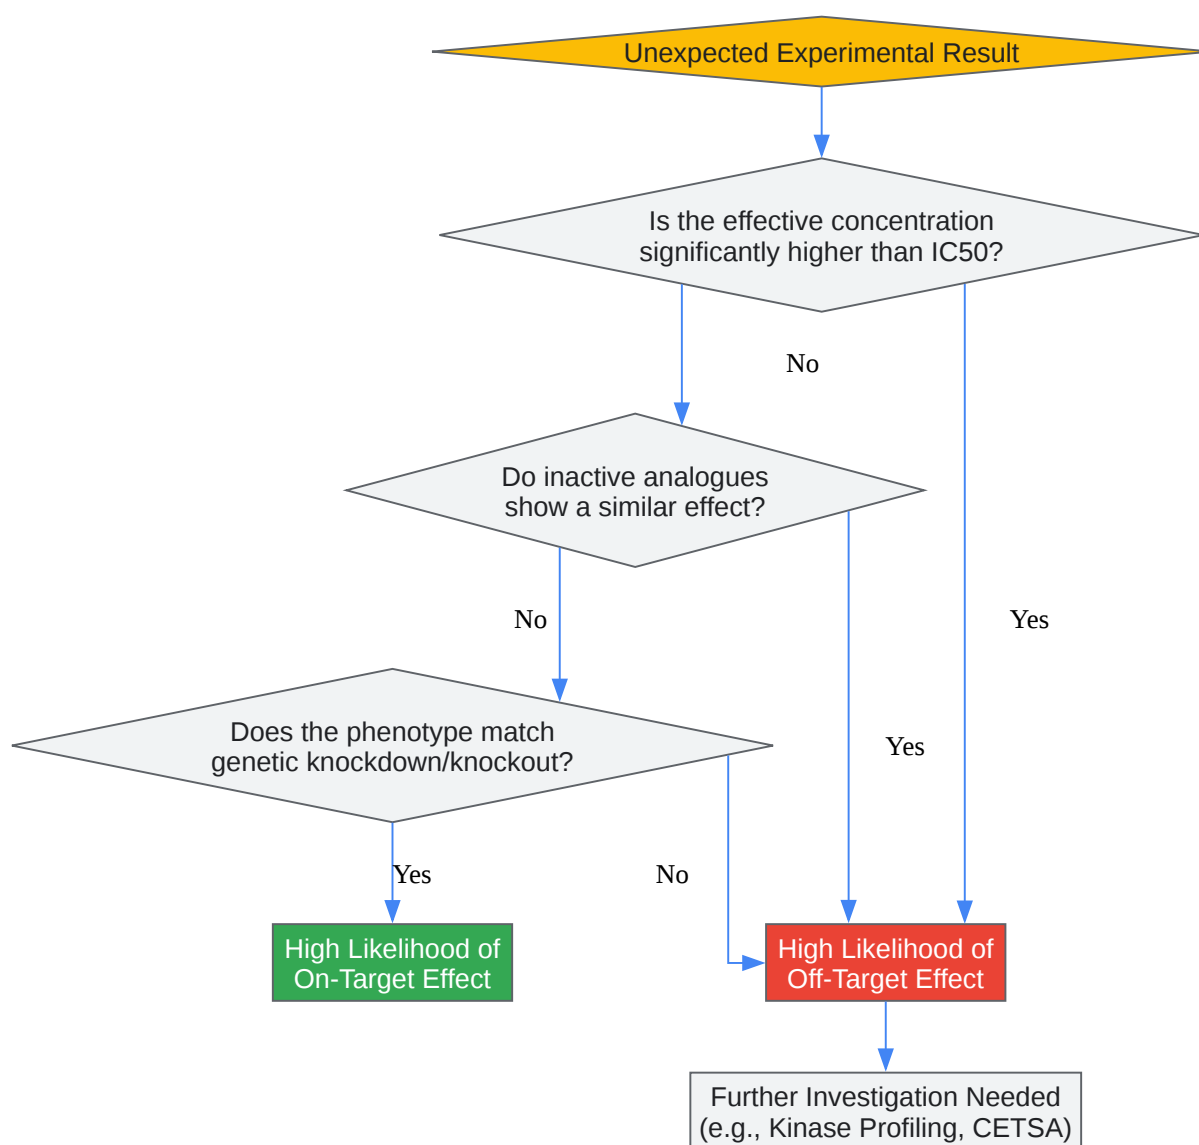 Unexpected Experimental Result
Is the effective concentration
significantly higher than IC50?
No
Do inactive analogues
show a similar effect?
No
Yes
Does the phenotype match
genetic knockdown/knockout?
Yes
Yes
No
High Likelihood of
On-Target Effect
High Likelihood of
Off-Target Effect
Further Investigation Needed
(e.g., Kinase Profiling, CETSA)